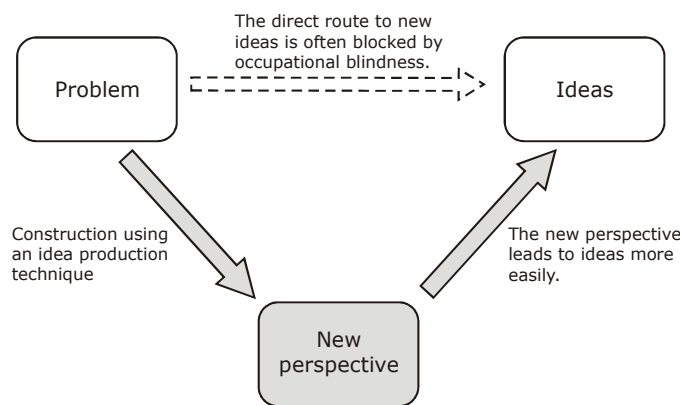 The direct route to new
ideas is often blocked by
occupational blindness.
Problem
Ideas
Construction using
an idea production
technique
The new perspective
leads to ideas more
easily.
New
perspective